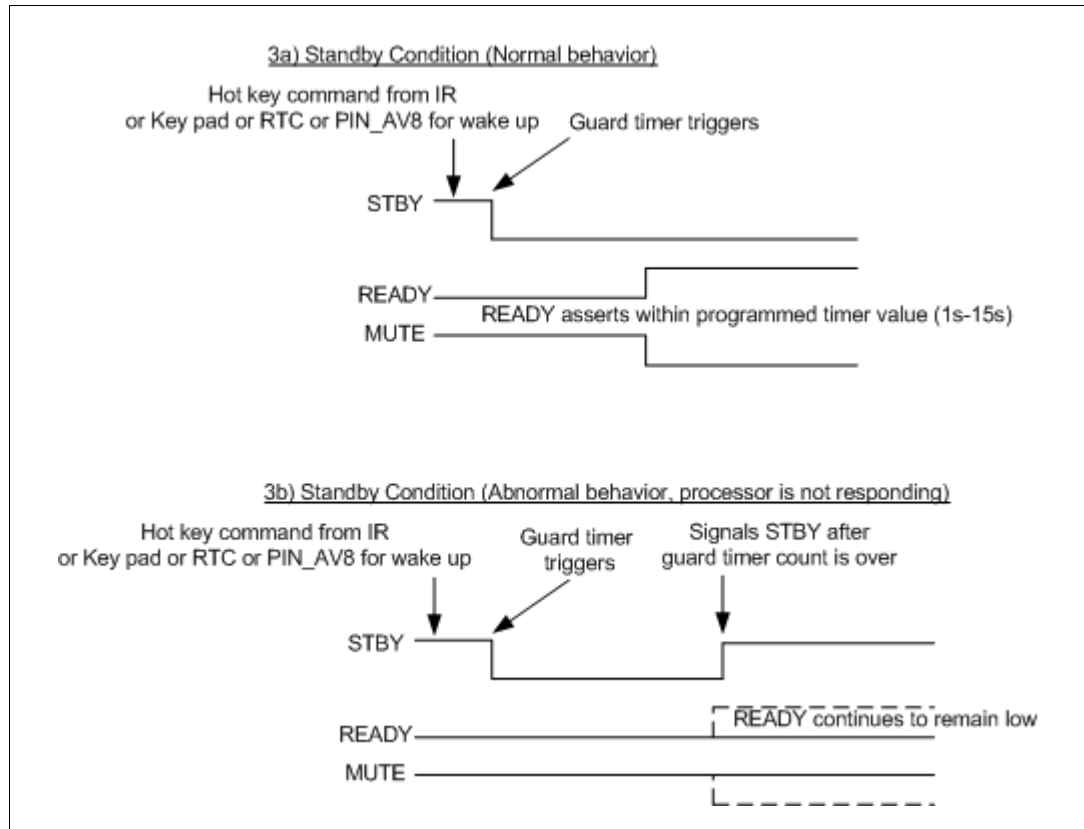 3a) Standby Condition (Normal behavior)
Hot key command from IR
or Key pad or RTC or PIN_AV8 for wake up
Guard timer triggers
STBY
READY
READY asserts within programmed timer value (1s-15s)
MUTE
3b) Standby Condition (Abnormal behavior, processor is not responding)
Hot key command from IR
or Key pad or RTC or PIN_AV8 for wake up
Guard timer
triggers
Signals STBY after
guard timer count is over
STBY
READY
READY continues to remain low
MUTE